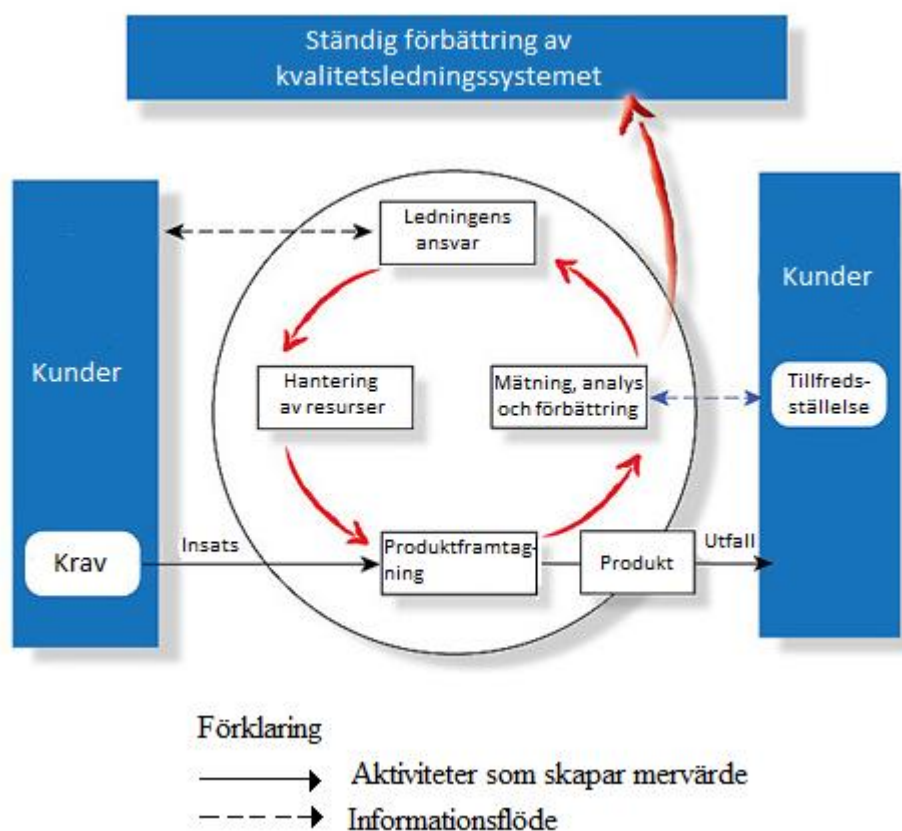 Ständig förbättring av
kvalitetsledningssystemet
Ledningens
ansvar
Kunder
Kunder
Hantering
av resurser
Mätning, analys
och förbättring
Tillfreds-
ställelse
Krav
Insats
Produktframtag-
ning
Produkt
Utfall
Förklaring
Aktiviteter som skapar mervärde
Informationsflöde